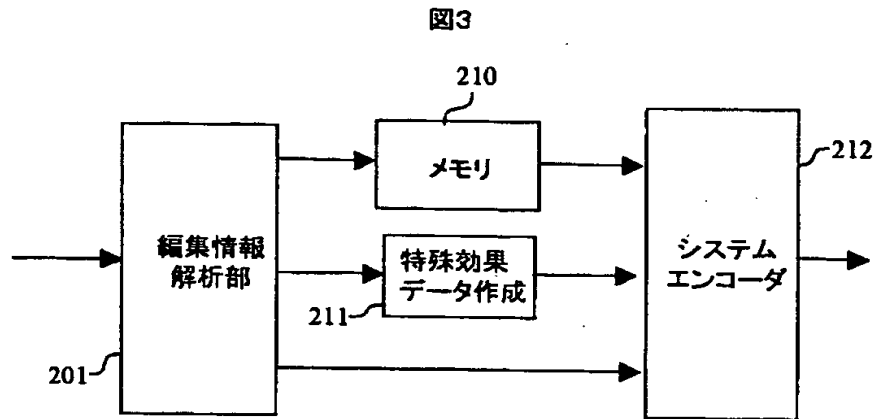 図3
210
メモリ
212
編集情報
解析部
特殊効果
データ作成
211
システム
エンコーダ
201